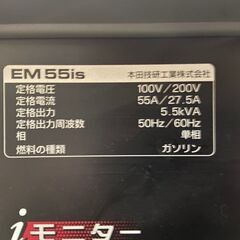 EM55is 本田技研工業株式会社
定格電圧 100V/200V
定格電流 55A/27.5A
定格出力 5.5kVA
定格出力周波数 50Hz/60Hz
相 単相
燃料の種類 ガソリン
iモニター